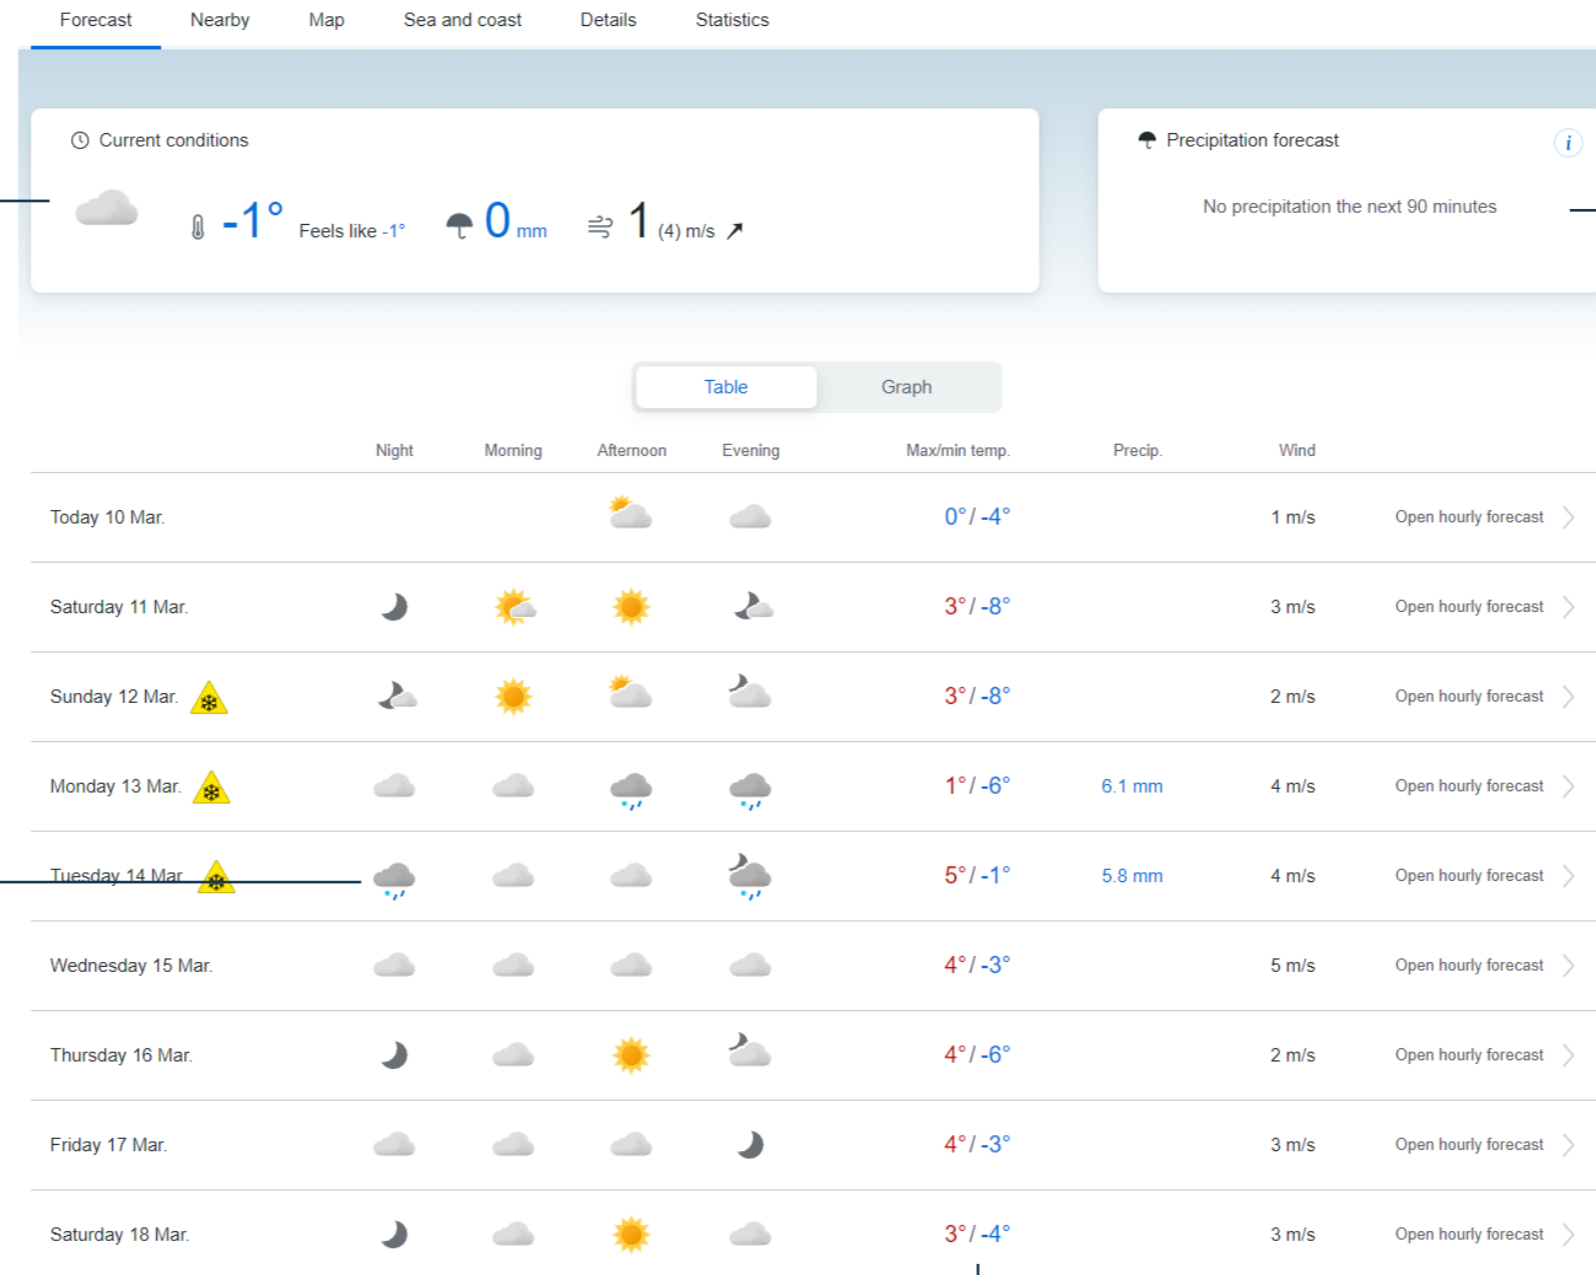 Forecast Nearby Map Sea and coast Details Statistics
Current conditions
-1° Feels like -1° 0 mm 1 (4) m/s
Precipitation forecast i
No precipitation the next 90 minutes
Table Graph
Night Morning Afternoon Evening Max/min temp. Precip. Wind
Today 10 Mar. 0°/ -4° 1 m/s Open hourly forecast
Saturday 11 Mar. 3°/ -8° 3 m/s Open hourly forecast
Sunday 12 Mar. 3°/ -8° 2 m/s Open hourly forecast
Monday 13 Mar. 1°/ -6° 6.1 mm 4 m/s Open hourly forecast
Tuesday 14 Mar 5°/ -1° 5.8 mm 4 m/s Open hourly forecast
Wednesday 15 Mar. 4°/ -3° 5 m/s Open hourly forecast
Thursday 16 Mar. 4°/ -6° 2 m/s Open hourly forecast
Friday 17 Mar. 4°/ -3° 3 m/s Open hourly forecast
Saturday 18 Mar. 3°/ -4° 3 m/s Open hourly forecast